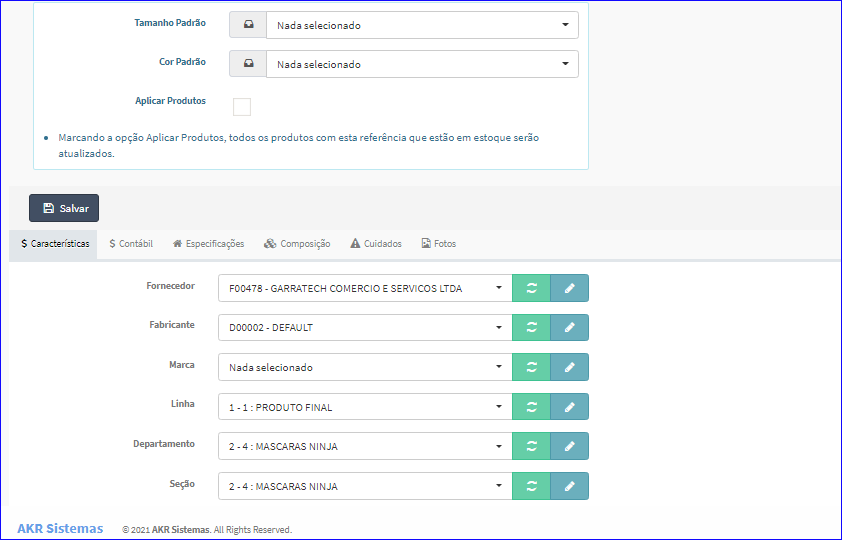 Tamanho Padrão Nada selecionado
Cor Padrão Nada selecionado
Aplicar Produtos
Marcando a opção Aplicar Produtos, todos os produtos com esta referência que estão em estoque serão
atualizados.
Salvar
$ Características $ Contábil Especificações Composição Cuidados Fotos
Fornecedor F00478 - GARRATECH COMERCIO E SERVICOS LTDA
Fabricante D00002 - DEFAULT
Marca Nada selecionado
Linha 1 - 1 : PRODUTO FINAL
Departamento 2 - 4 : MASCARAS NINJA
Seção 2 - 4 : MASCARAS NINJA
AKR Sistemas © 2021 AKR Sistemas. All Rights Reserved.